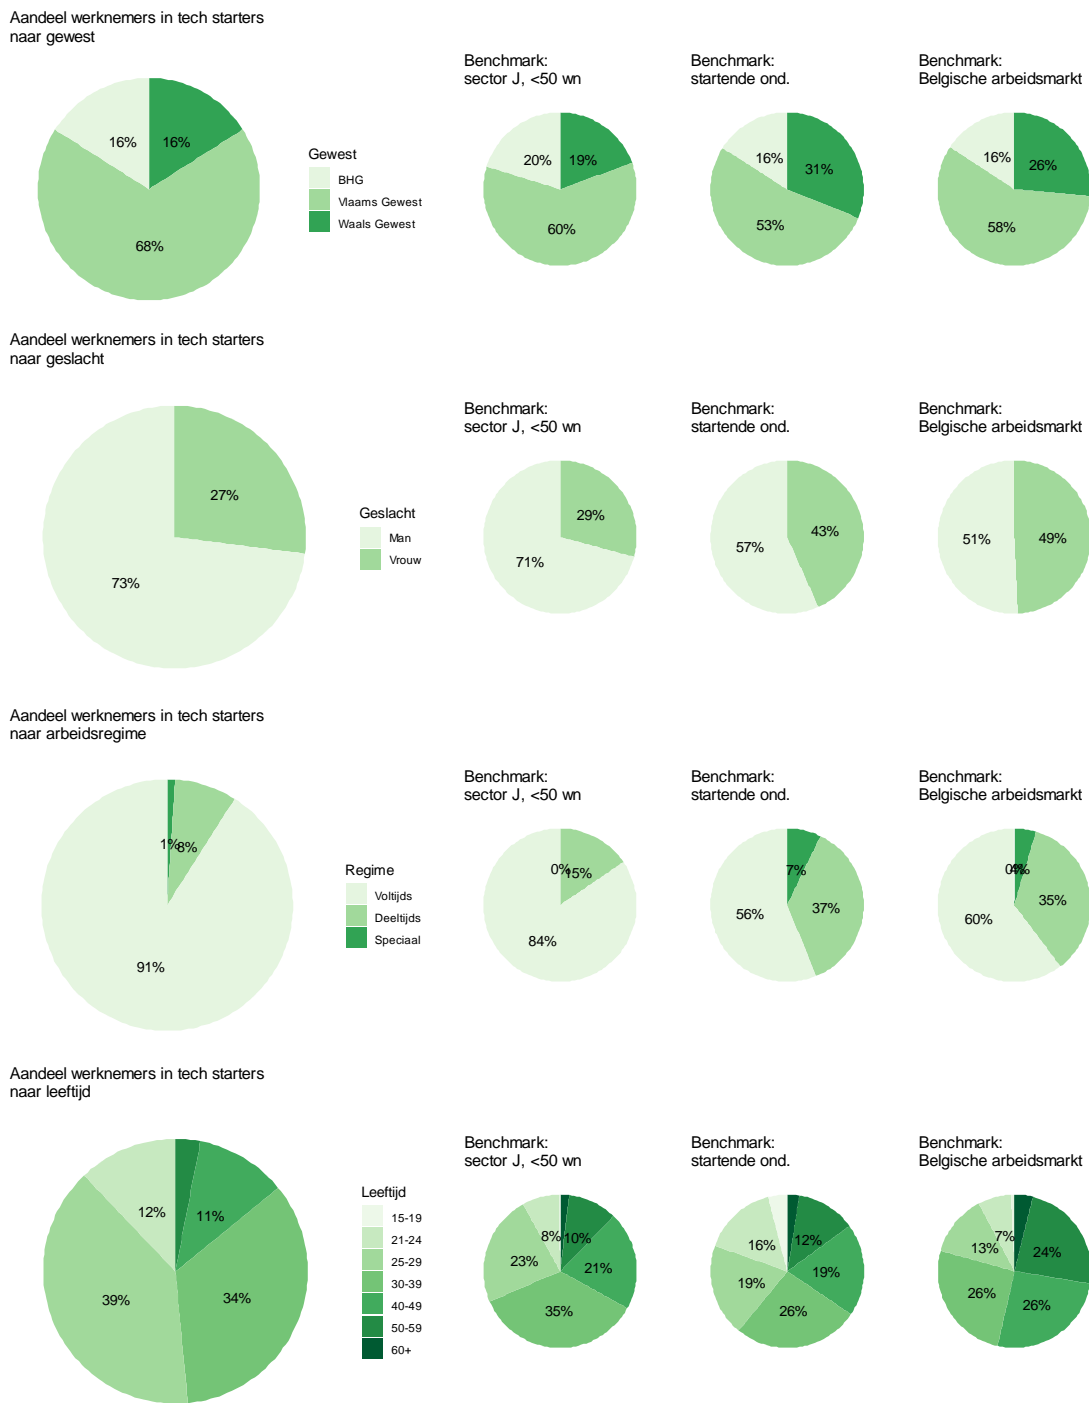 Aandeel werknemers in tech starters
naar gewest
16%
16%
68%
Gewest
BHG
Vlaams Gewest
Waals Gewest
Benchmark:
sector J, <50 wn
20%
19%
60%
Benchmark:
startende ond.
16%
31%
53%
Benchmark:
Belgische arbeidsmarkt
16%
26%
58%
Aandeel werknemers in tech starters
naar geslacht
27%
73%
Geslacht
Man
Vrouw
Benchmark:
sector J, <50 wn
29%
71%
Benchmark:
startende ond.
43%
57%
Benchmark:
Belgische arbeidsmarkt
51%
49%
Aandeel werknemers in tech starters
naar arbeidsregime
1%
8%
91%
Regime
Voltijds
Deeltijds
Speciaal
Benchmark:
sector J, <50 wn
0%
15%
84%
Benchmark:
startende ond.
7%
37%
56%
Benchmark:
Belgische arbeidsmarkt
0%
4%
35%
60%
Aandeel werknemers in tech starters
naar leeftijd
12%
11%
39%
34%
Leeftijd
15-19
21-24
25-29
30-39
40-49
50-59
60+
Benchmark:
sector J, <50 wn
8%
10%
23%
21%
35%
Benchmark:
startende ond.
16%
12%
19%
19%
26%
Benchmark:
Belgische arbeidsmarkt
7%
13%
24%
26%
26%